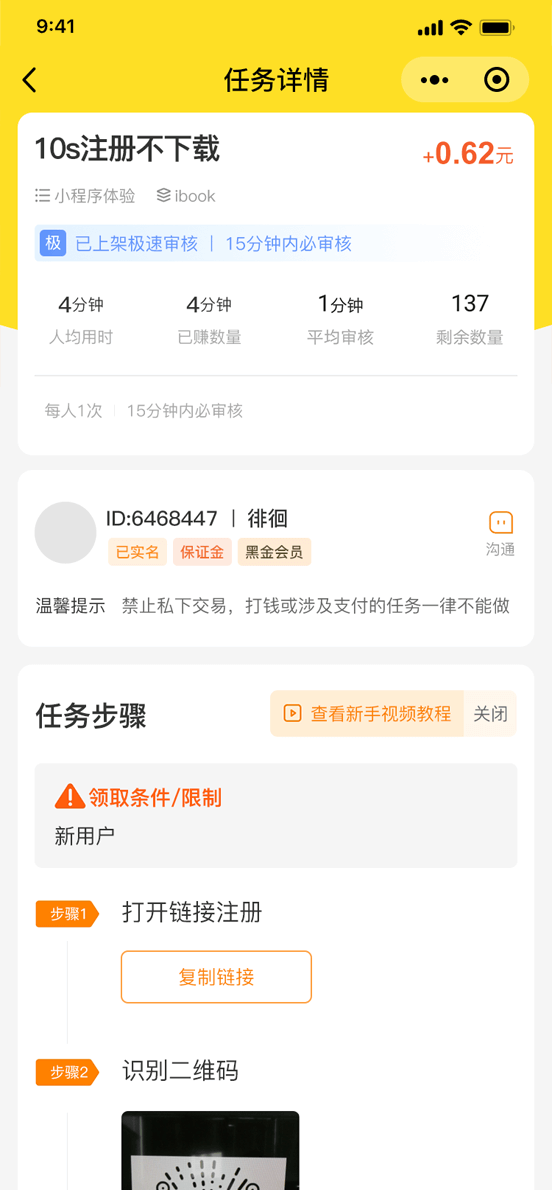 9:41
任务详情
10s注册不下载
+0.62元
小程序体验 ibook
极 已上架极速审核 | 15分钟内必审核
4分钟 4分钟 1分钟 137
人均用时 已赚数量 平均审核 剩余数量
每人1次 | 15分钟内必审核
ID:6468447 | 徘徊
已实名 保证金 黑金会员
沟通
温馨提示 禁止私下交易，打钱或涉及支付的任务一律不能做
任务步骤
查看新手视频教程 关闭
领取条件/限制
新用户
步骤1 打开链接注册
复制链接
步骤2 识别二维码